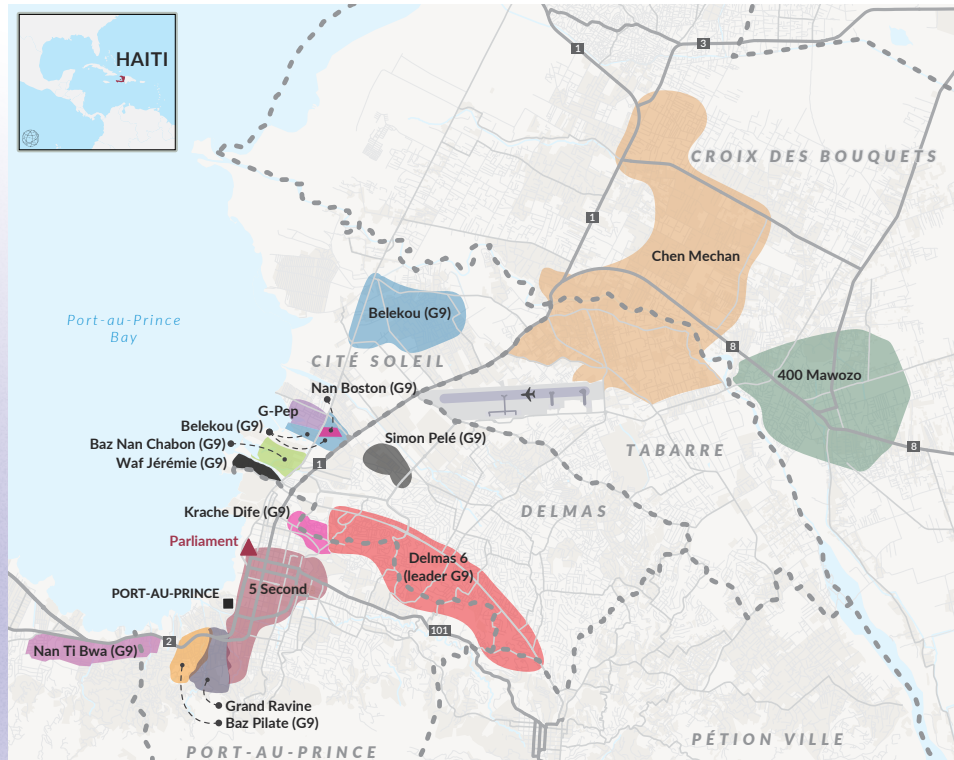 HAITI
1
3
CROIX DES BOUQUETS
1
Chen Mechan
Port-au-Prince
Bay
Belekou (G9)
8
CITÉ SOLEIL
400 Mawozo
Nan Boston (G9)
G-Pep
Belekou (G9)
Baz Nan Chabon (G9)
Simon Pelé (G9)
8
TABARRE
Waf Jérémie (G9)
1
Krache Dife (G9)
DELMAS
Parliament
Delmas 6
(leader G9)
5 Second
PORT-AU-PRINCE
101
2
Nan Ti Bwa (G9)
Grand Ravine
Baz Pilate (G9)
PORT-AU-PRINCE
PÉTION VILLE